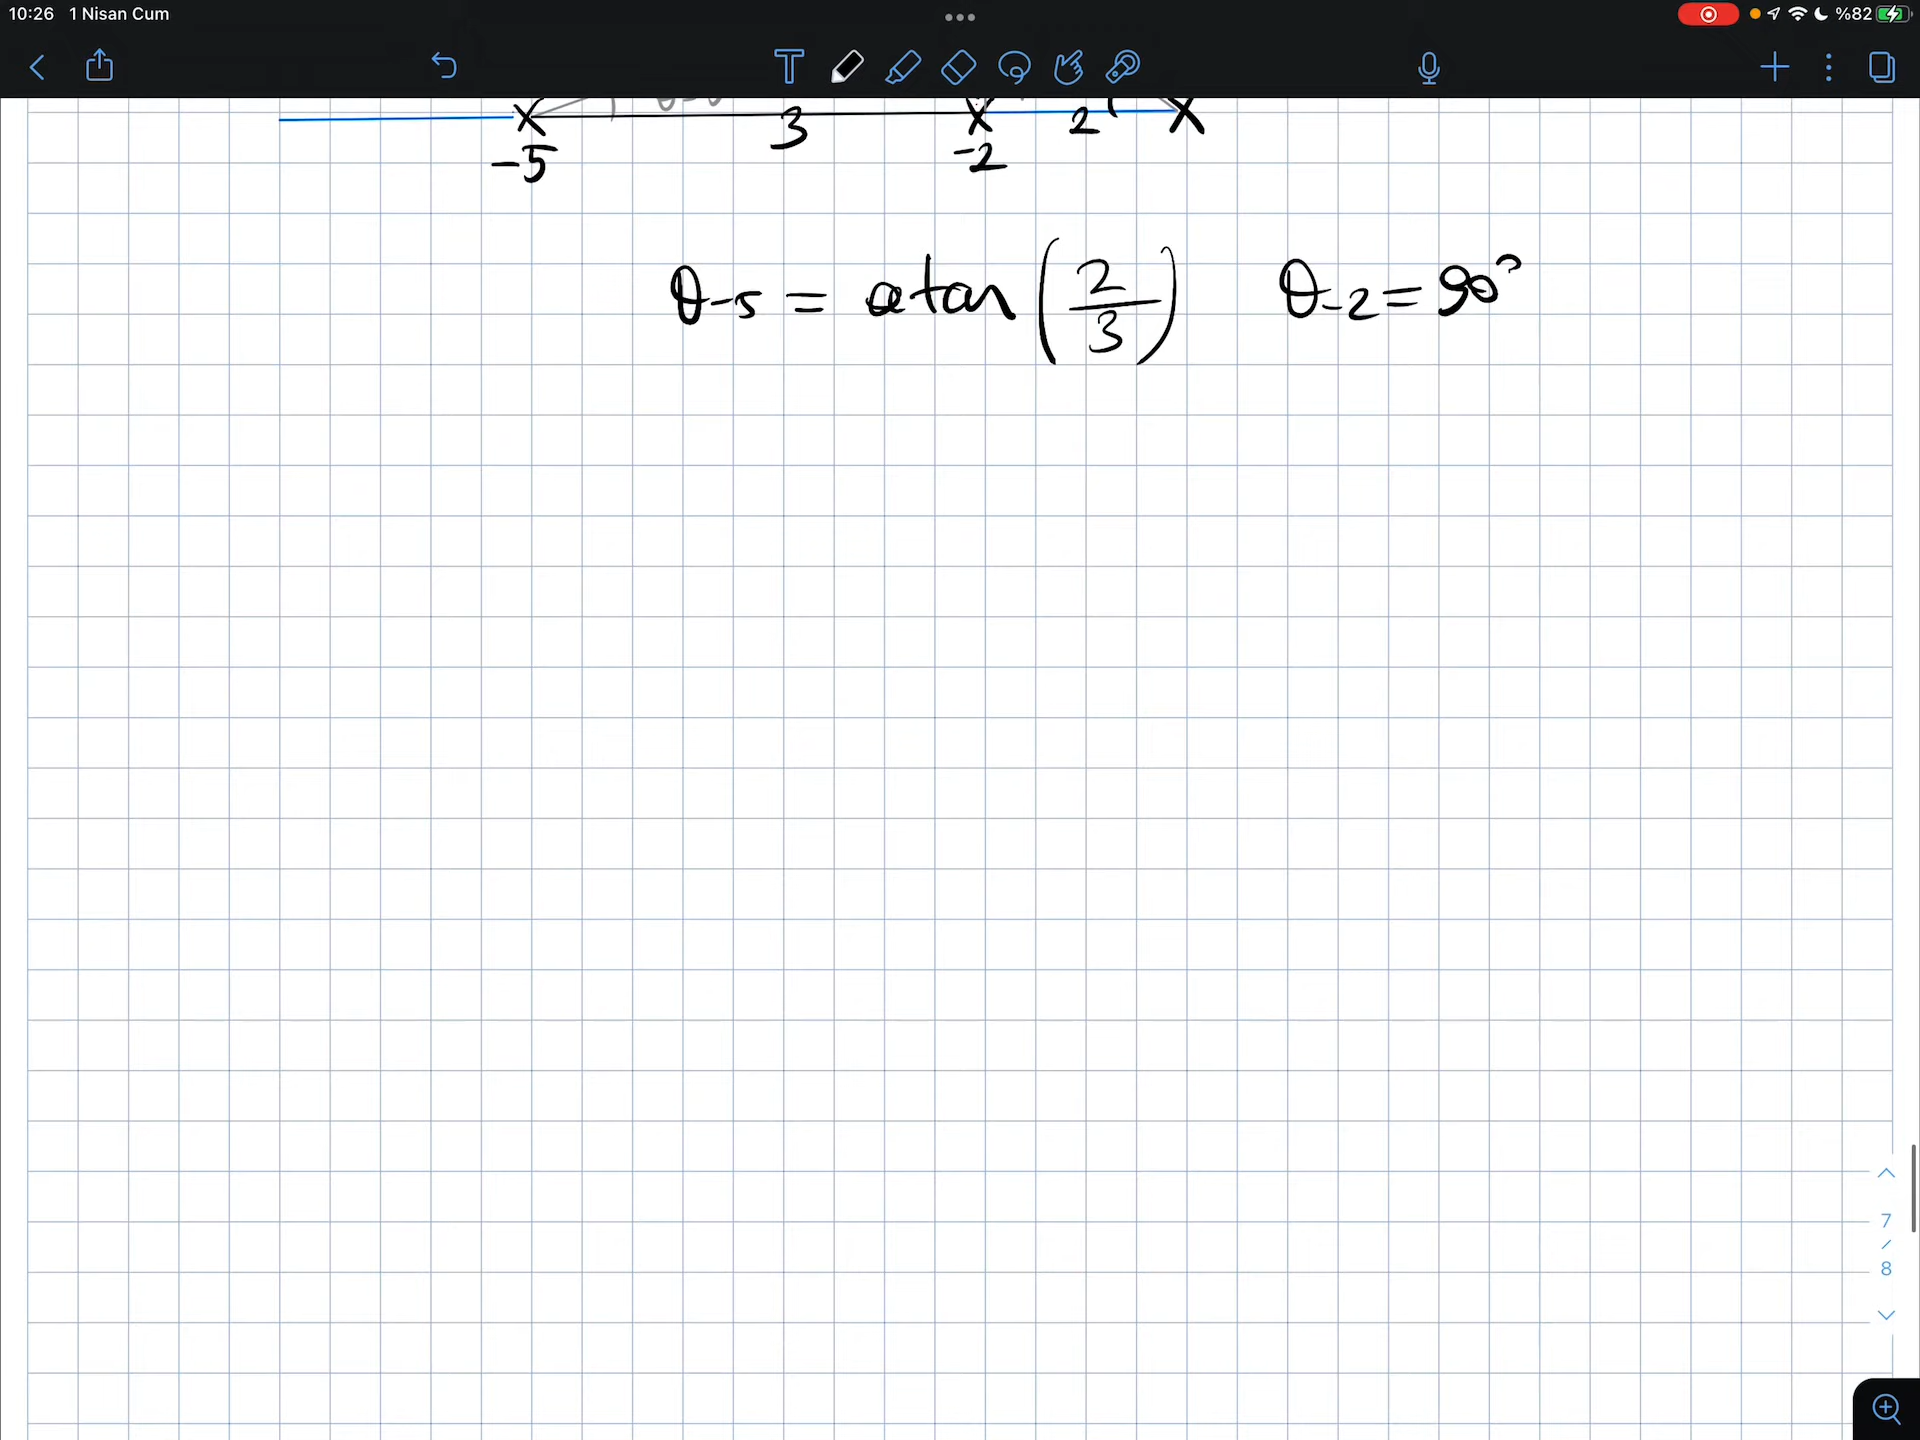 10:26 1 Nisan Cum %82
3 2
-5 -2
θ-5 = atan (2/3) θ-2 = 90°
7
/
8